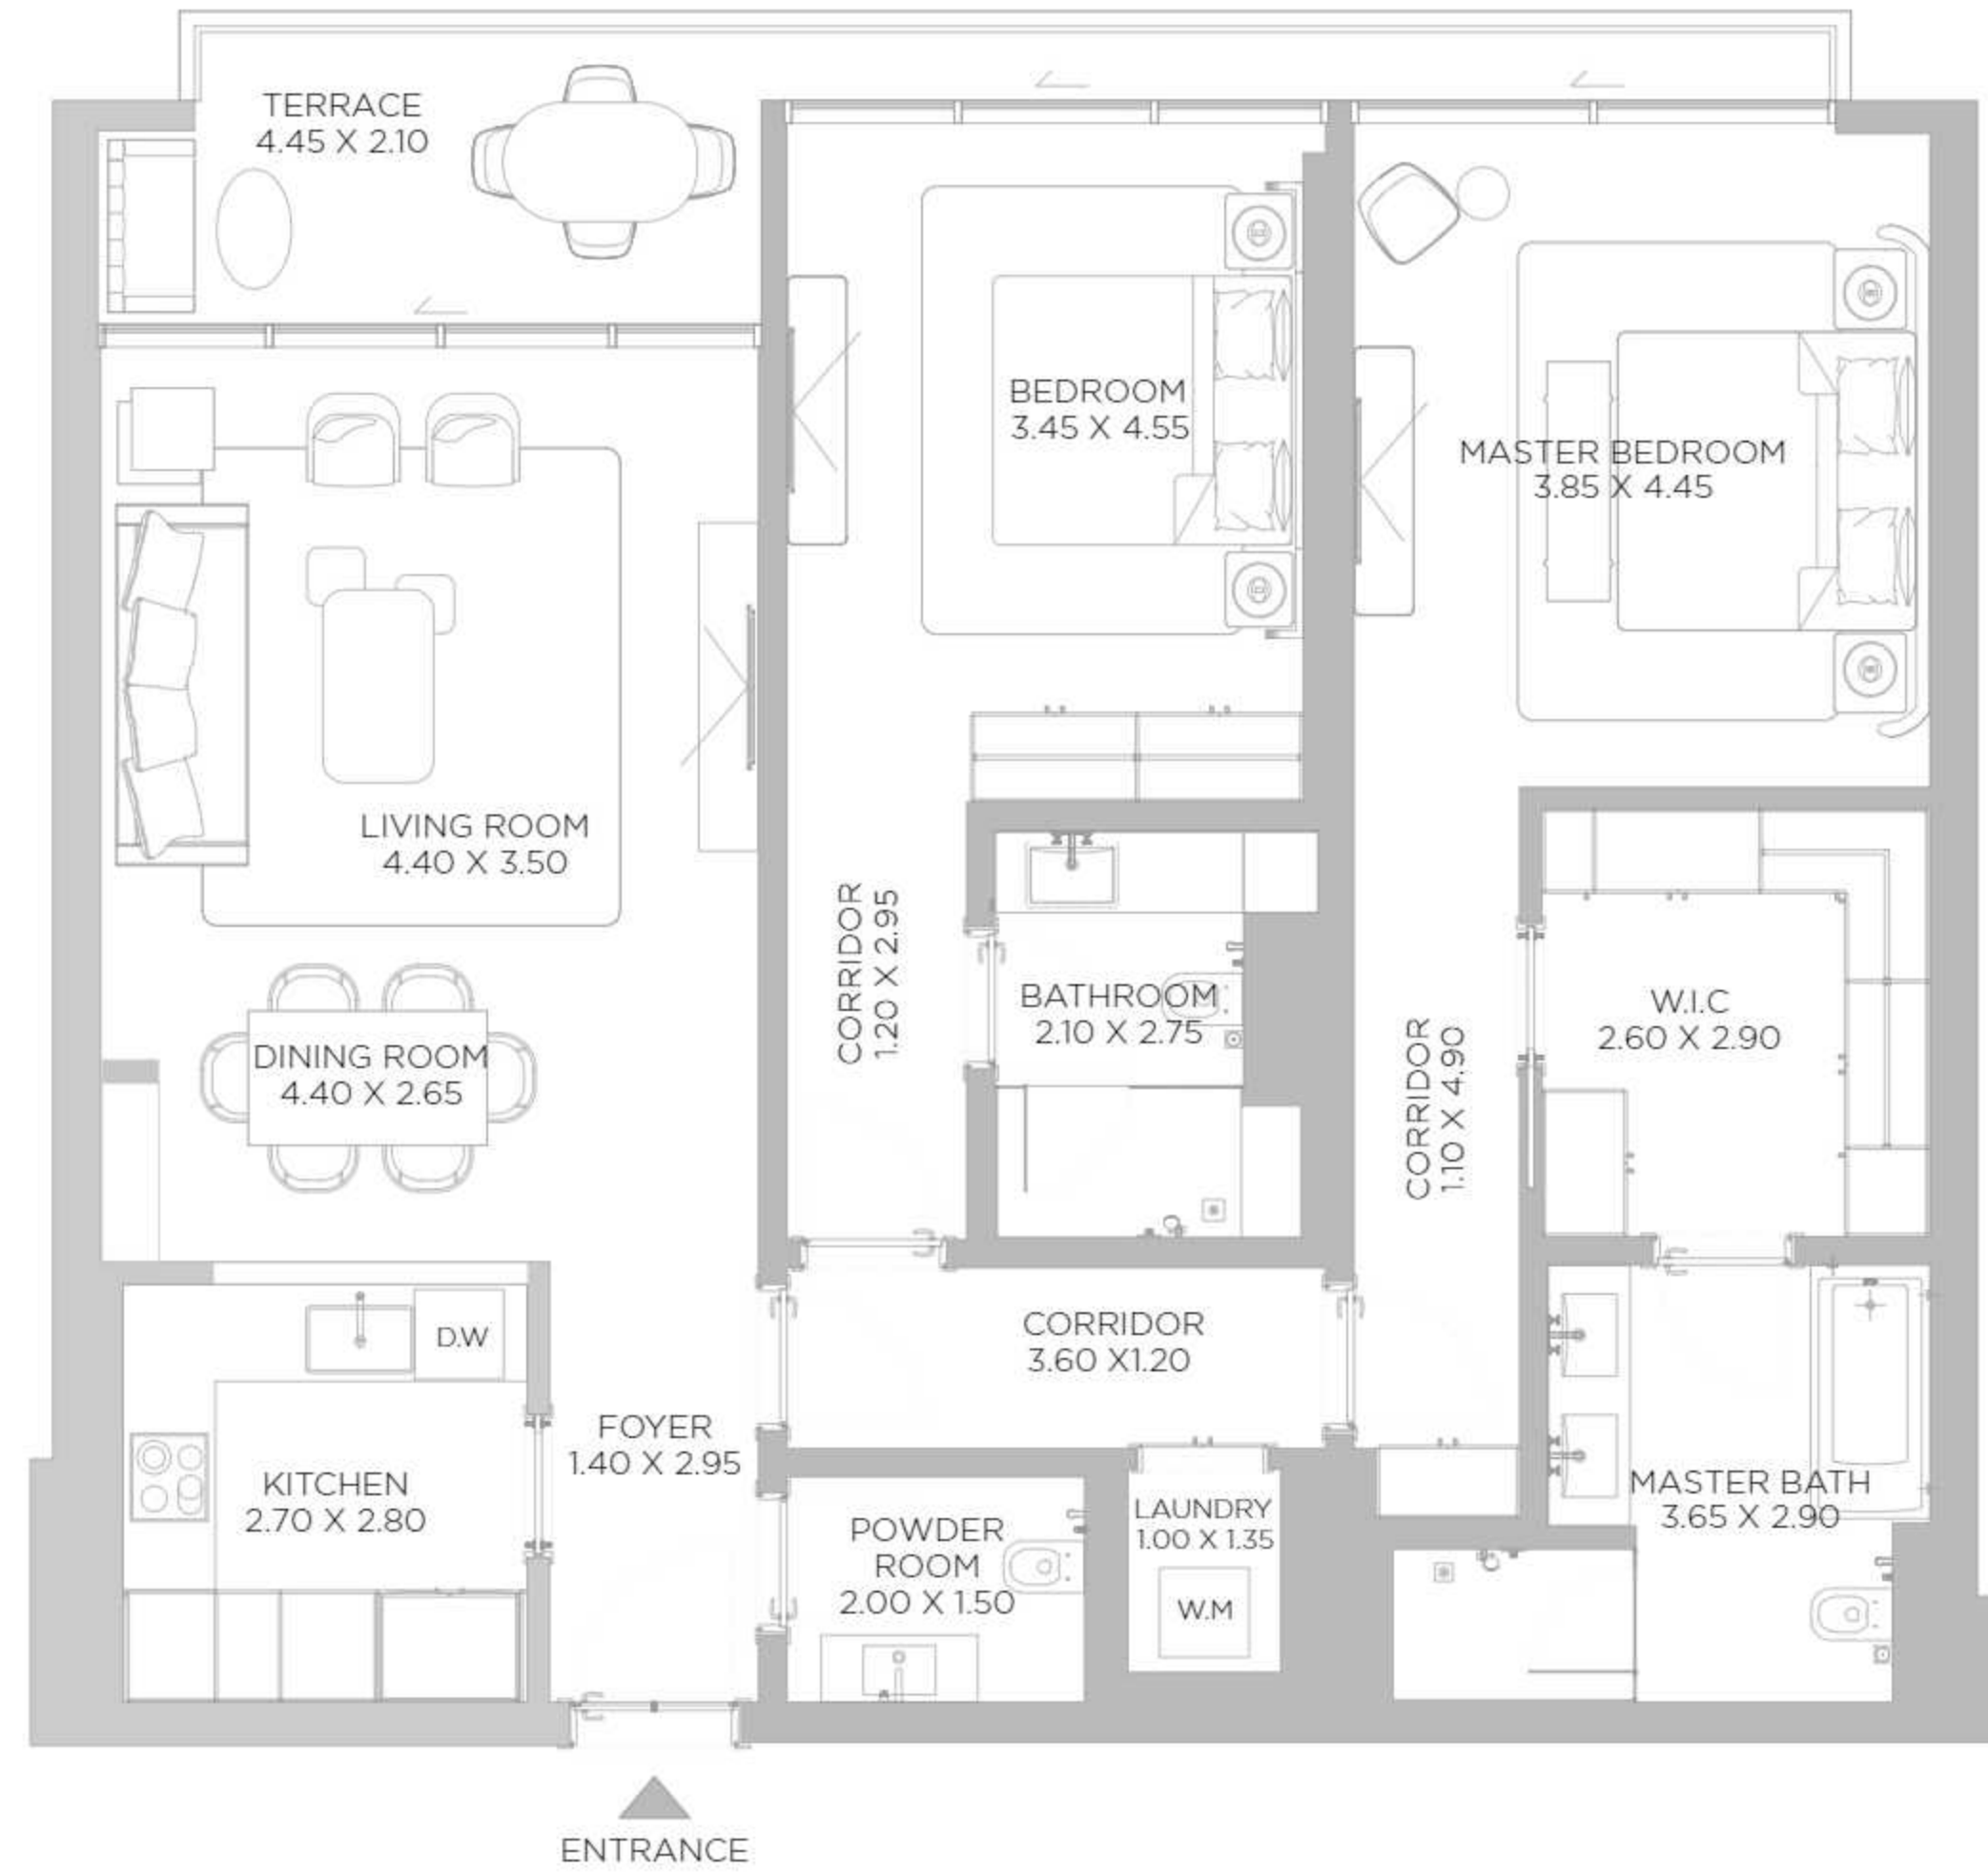 TERRACE
4.45 X 2.10
BEDROOM
3.45 X 4.55
MASTER BEDROOM
3.85 X 4.45
LIVING ROOM
4.40 X 3.50
CORRIDOR
1.20 X 2.95
BATHROOM
2.10 X 2.75
W.I.C
2.60 X 2.90
DINING ROOM
4.40 X 2.65
CORRIDOR
1.10 X 4.90
D.W
CORRIDOR
3.60 X1.20
FOYER
1.40 X 2.95
KITCHEN
2.70 X 2.80
POWDER
ROOM
2.00 X 1.50
LAUNDRY
1.00 X 1.35
W.M
MASTER BATH
3.65 X 2.90
ENTRANCE